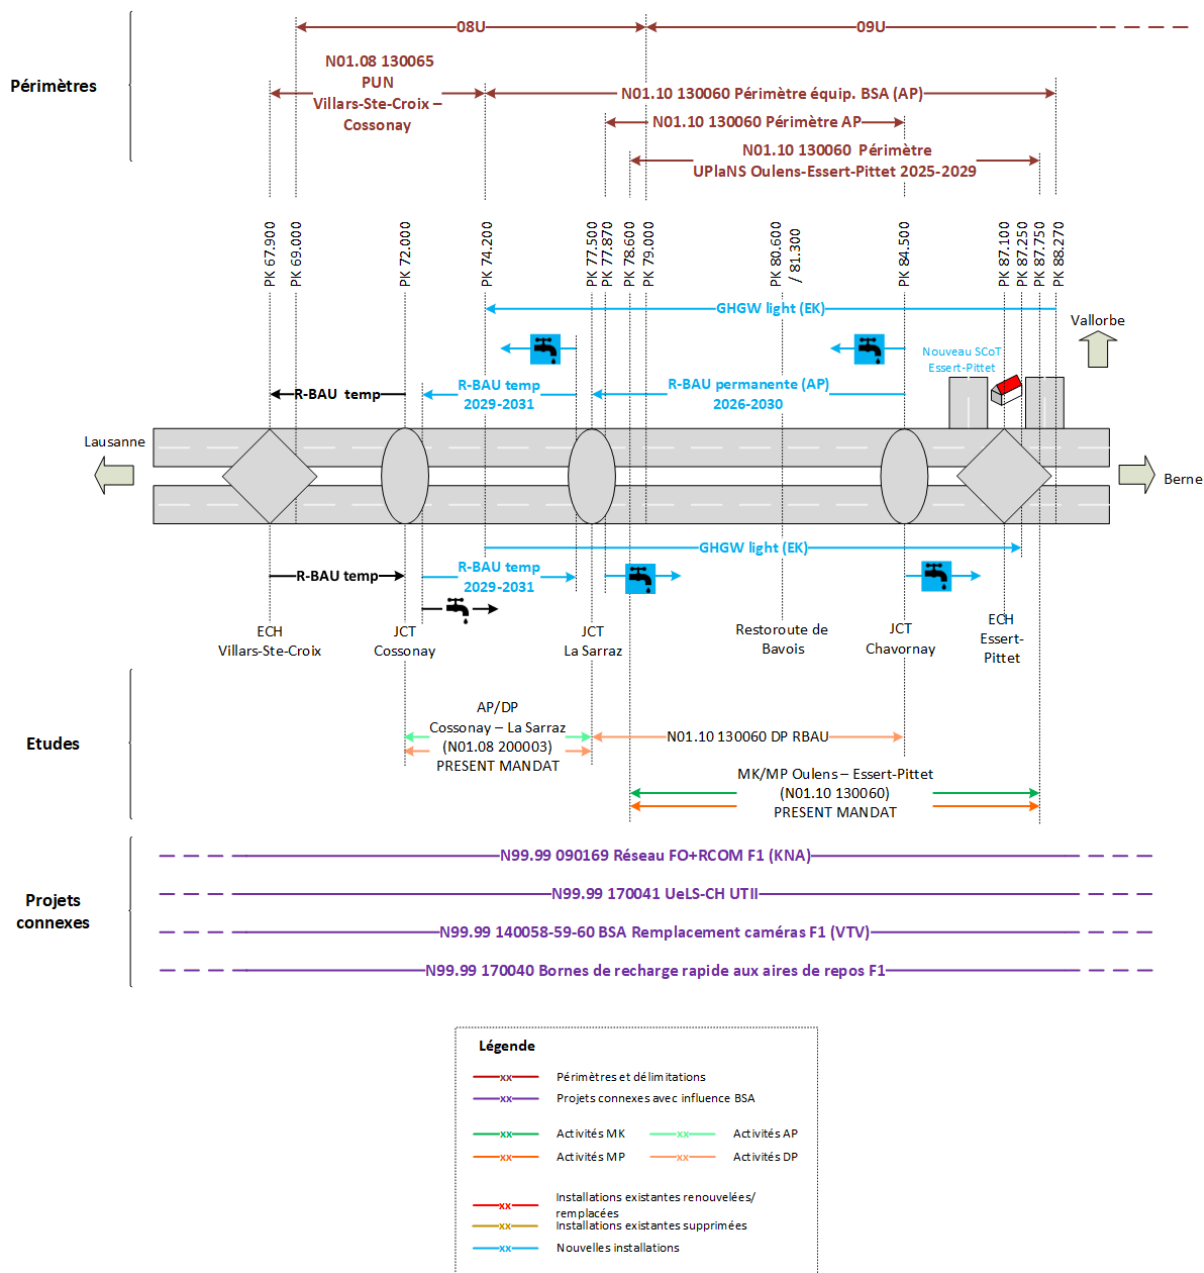 08U
09U
Périmètres
N01.08 130065
PUN
Villars-Ste-Croix –
Cossonay
N01.10 130060 Périmètre équip. BSA (AP)
N01.10 130060 Périmètre AP
N01.10 130060 Périmètre
UPlaNS Oulens-Essert-Pittet 2025-2029
PK 67.900
PK 69.000
PK 72.000
PK 74.200
PK 77.500
PK 77.870
PK 78.600
PK 79.000
PK 80.600
/ 81.300
PK 84.500
PK 87.100
PK 87.250
PK 87.750
PK 88.270
GHGW light (EK)
Vallorbe
Nouveau SCoT
Essert-Pittet
R-BAU temp
R-BAU temp
2029-2031
R-BAU permanente (AP)
2026-2030
Lausanne
Berne
GHGW light (EK)
R-BAU temp
R-BAU temp
2029-2031
ECH
Villars-Ste-Croix
JCT
Cossonay
JCT
La Sarraz
Restoroute de
Bavois
JCT
Chavornay
ECH
Essert-
Pittet
Etudes
AP/DP
Cossonay – La Sarraz
(N01.08 200003)
PRESENT MANDAT
N01.10 130060 DP RBAU
MK/MP Oulens – Essert-Pittet
(N01.10 130060)
PRESENT MANDAT
Projets
connexes
N99.99 090169 Réseau FO+RCOM F1 (KNA)
N99.99 170041 UeLS-CH UTII
N99.99 140058-59-60 BSA Remplacement caméras F1 (VTV)
N99.99 170040 Bornes de recharge rapide aux aires de repos F1
Légende
xx Périmètres et délimitations
xx Projets connexes avec influence BSA
xx Activités MK
xx Activités AP
xx Activités MP
xx Activités DP
xx Installations existantes renouvelées/
remplacées
xx Installations existantes supprimées
xx Nouvelles installations